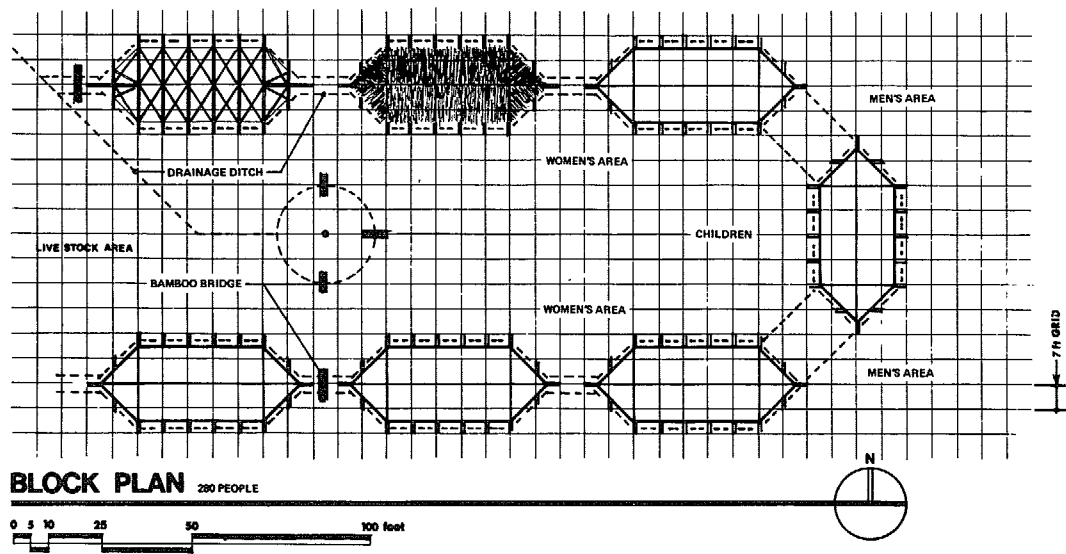 MEN'S AREA
WOMEN'S AREA
DRAINAGE DITCH
CHILDREN
LIVE STOCK AREA
BAMBOO BRIDGE
WOMEN'S AREA
7 ft GRID
MEN'S AREA
N
BLOCK PLAN 280 PEOPLE
0 5 10 25 50 100 feet